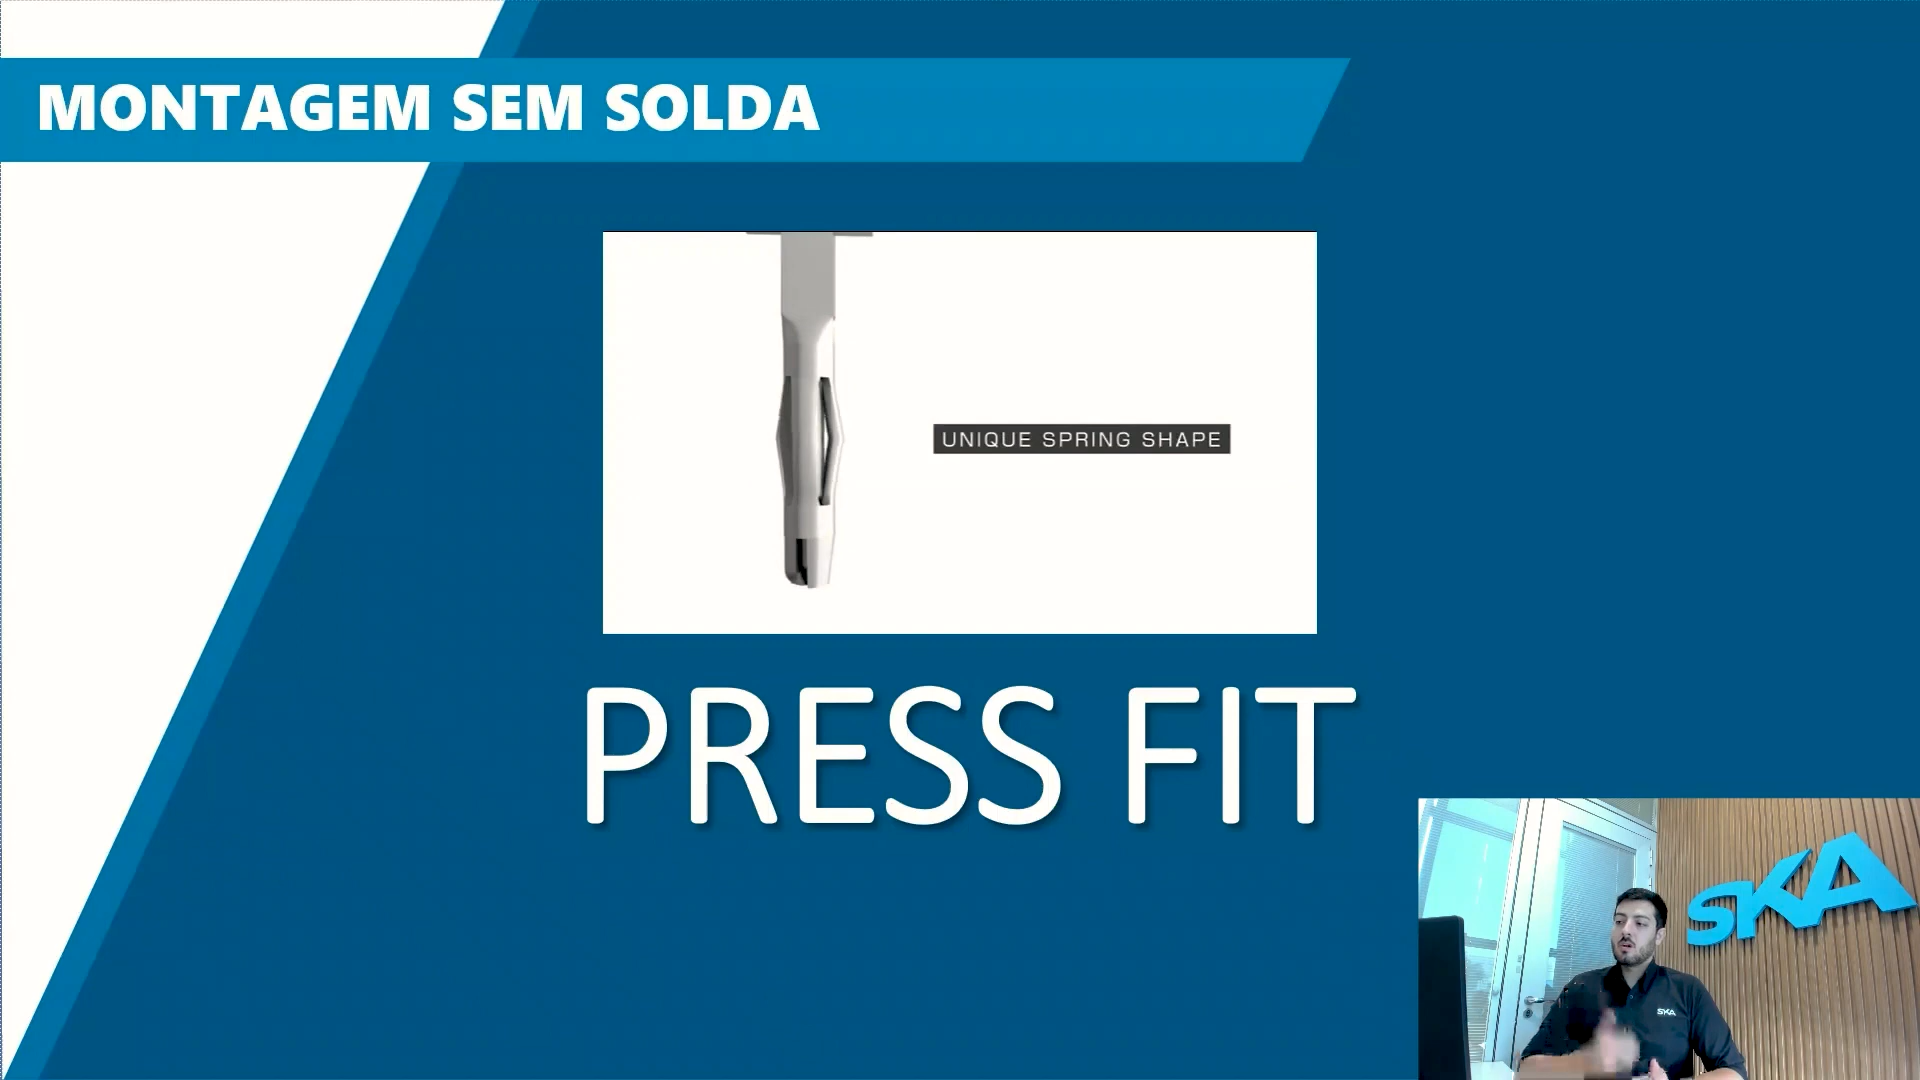 MONTAGEM SEM SOLDA
UNIQUE SPRING SHAPE
PRESS FIT
SKA
SKA